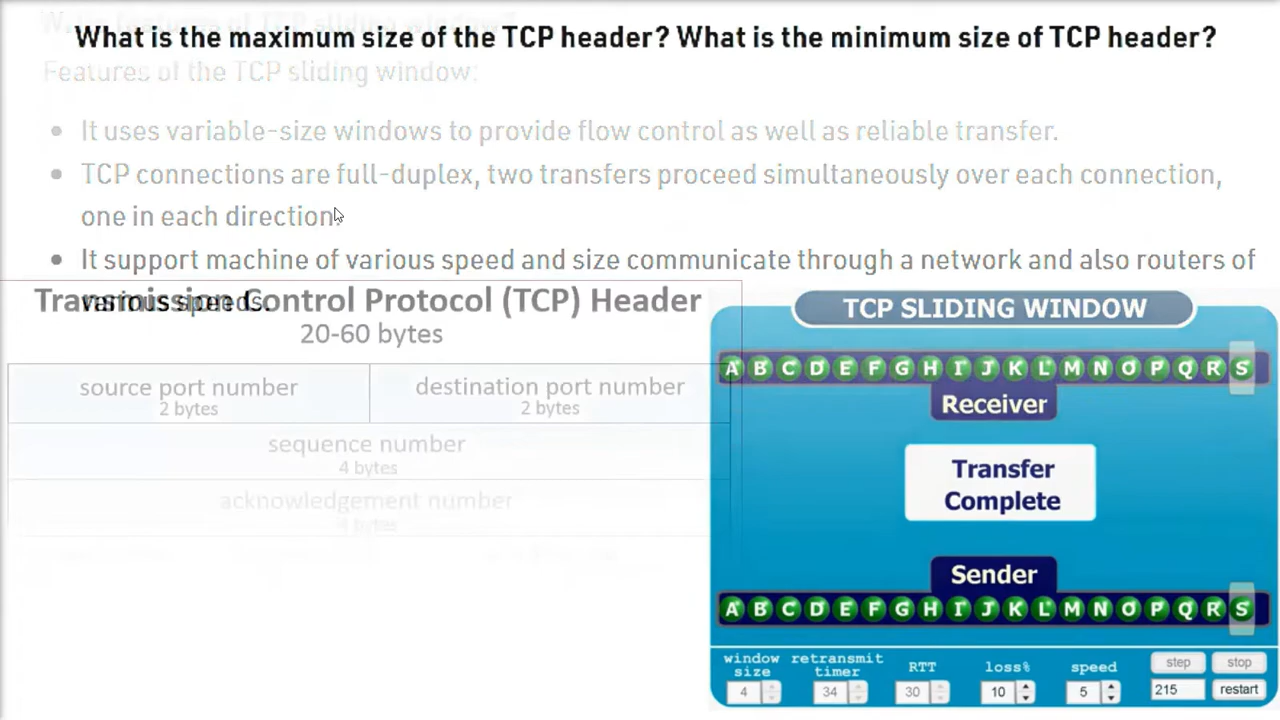 What is the maximum size of the TCP header? What is the minimum size of TCP header?
Features of the TCP sliding window:
• It uses variable-size windows to provide flow control as well as reliable transfer.
• TCP connections are full-duplex, two transfers proceed simultaneously over each connection,
one in each direction.
• It support machine of various speed and size communicate through a network and also routers of
various speeds.
Transmission Control Protocol (TCP) Header
20-60 bytes
source port number
2 bytes
destination port number
2 bytes
sequence number
4 bytes
acknowledgement number
4 bytes
TCP SLIDING WINDOW
A B C D E F G H I J K L M N O P Q R S
Receiver
Transfer
Complete
Sender
A B C D E F G H I J K L M N O P Q R S
window size retransmit timer RTT loss% speed step stop
4 34 30 10 5 215 restart